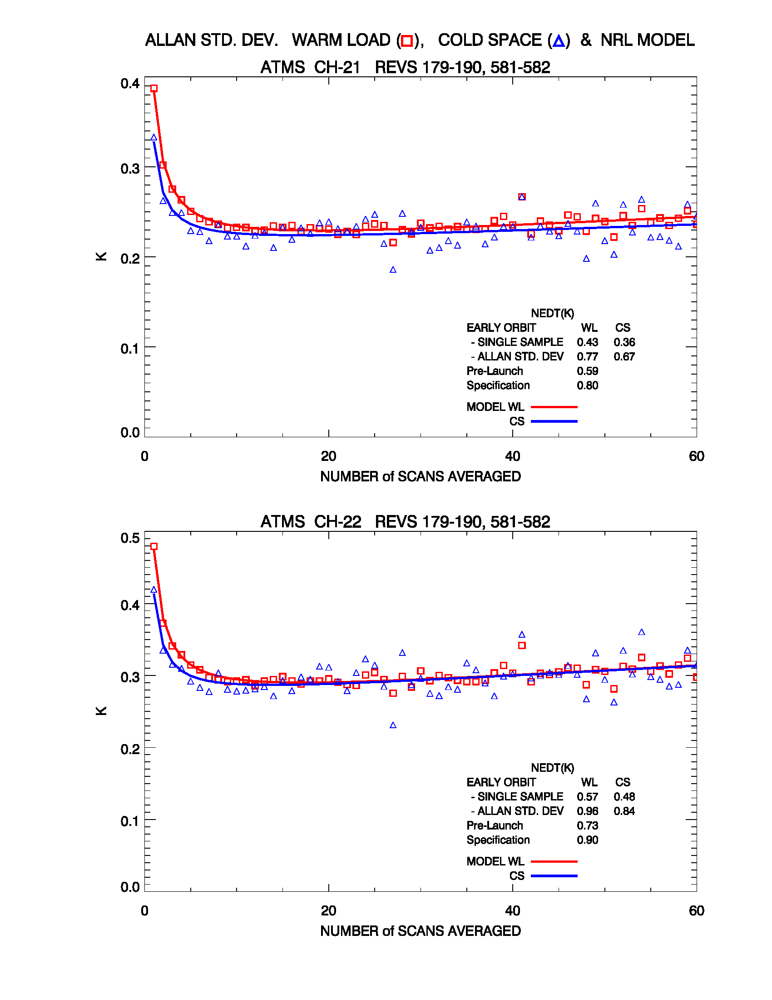 ALLAN STD. DEV. WARM LOAD (□), COLD SPACE (△) & NRL MODEL
ATMS CH-21 REVS 179-190, 581-582
0.4
0.3
0.2
0.1
0.0
K
NEDT(K)
EARLY ORBIT WL CS
- SINGLE SAMPLE 0.43 0.36
- ALLAN STD. DEV 0.77 0.67
Pre-Launch 0.59
Specification 0.80
MODEL WL
CS
0 20 40 60
NUMBER of SCANS AVERAGED
ATMS CH-22 REVS 179-190, 581-582
0.5
0.4
0.3
0.2
0.1
0.0
K
NEDT(K)
EARLY ORBIT WL CS
- SINGLE SAMPLE 0.57 0.48
- ALLAN STD. DEV 0.96 0.84
Pre-Launch 0.73
Specification 0.90
MODEL WL
CS
0 20 40 60
NUMBER of SCANS AVERAGED